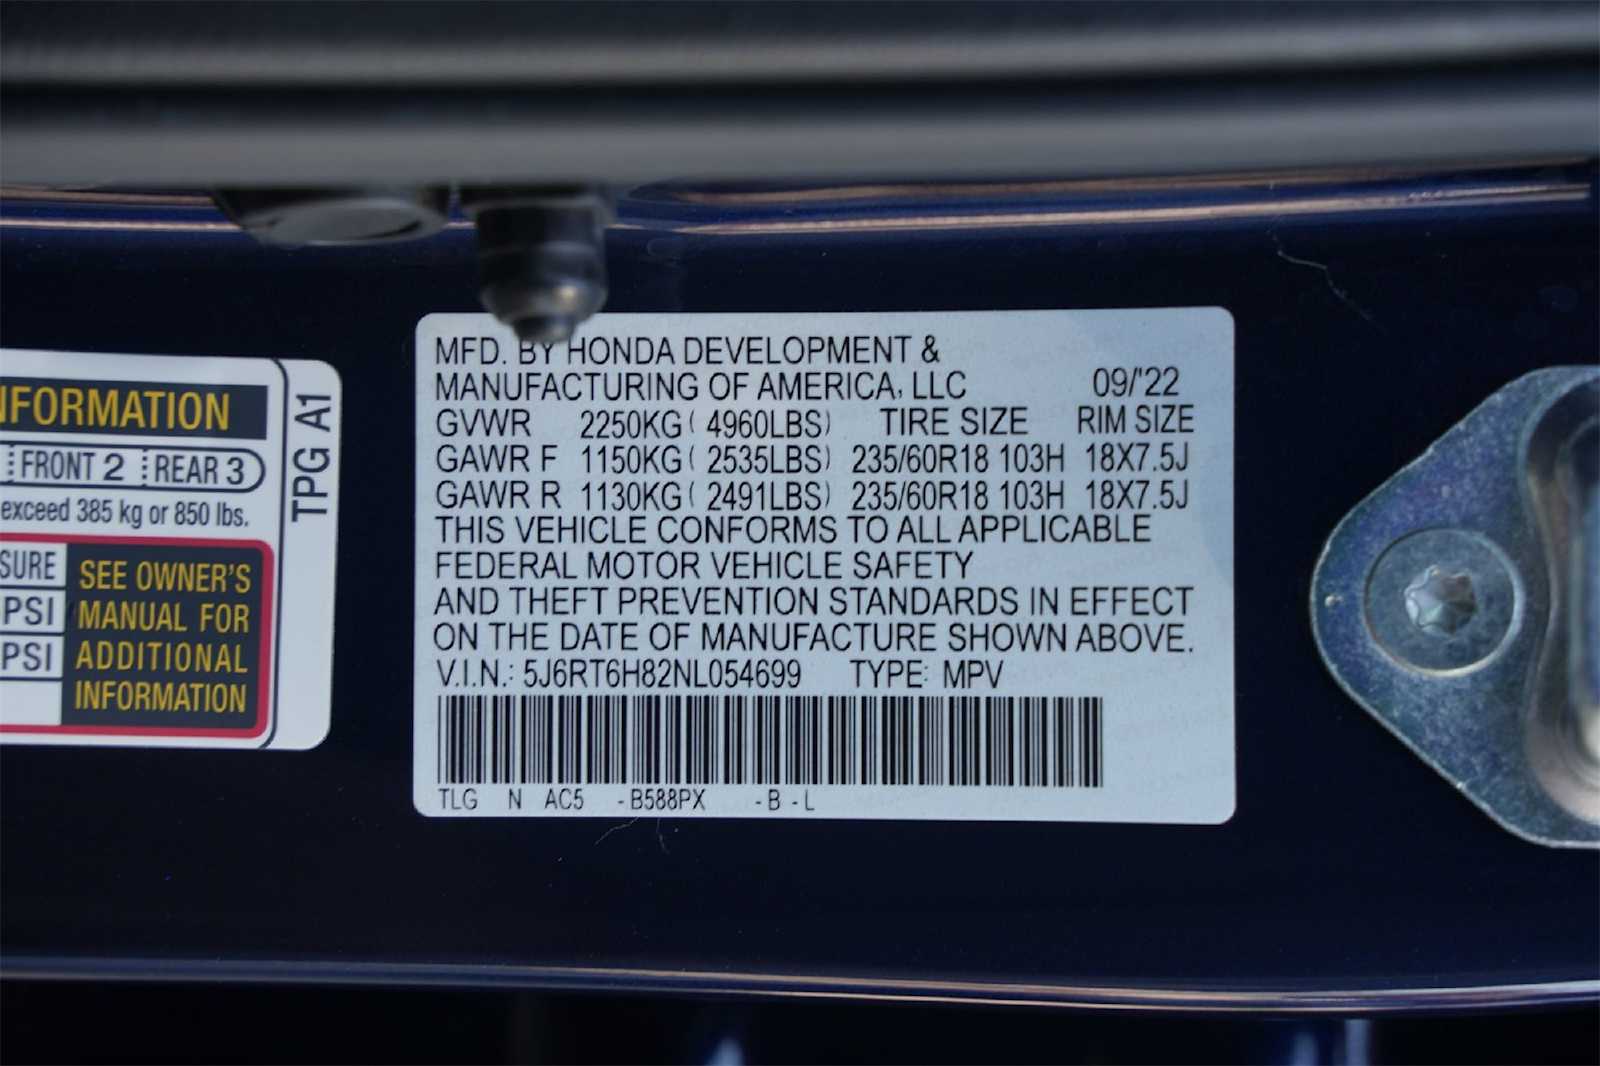 INFORMATION
FRONT 2 REAR 3
exceed 385 kg or 850 lbs.
SURE
PSI
PSI
SEE OWNER'S
MANUAL FOR
ADDITIONAL
INFORMATION
TPG A1
MFD. BY HONDA DEVELOPMENT &
MANUFACTURING OF AMERICA, LLC 09/'22
GVWR 2250KG ( 4960LBS) TIRE SIZE RIM SIZE
GAWR F 1150KG ( 2535LBS) 235/60R18 103H 18X7.5J
GAWR R 1130KG ( 2491LBS) 235/60R18 103H 18X7.5J
THIS VEHICLE CONFORMS TO ALL APPLICABLE
FEDERAL MOTOR VEHICLE SAFETY
AND THEFT PREVENTION STANDARDS IN EFFECT
ON THE DATE OF MANUFACTURE SHOWN ABOVE.
V.I.N.: 5J6RT6H82NL054699 TYPE: MPV
TLG N AC5 -B588PX -B -L